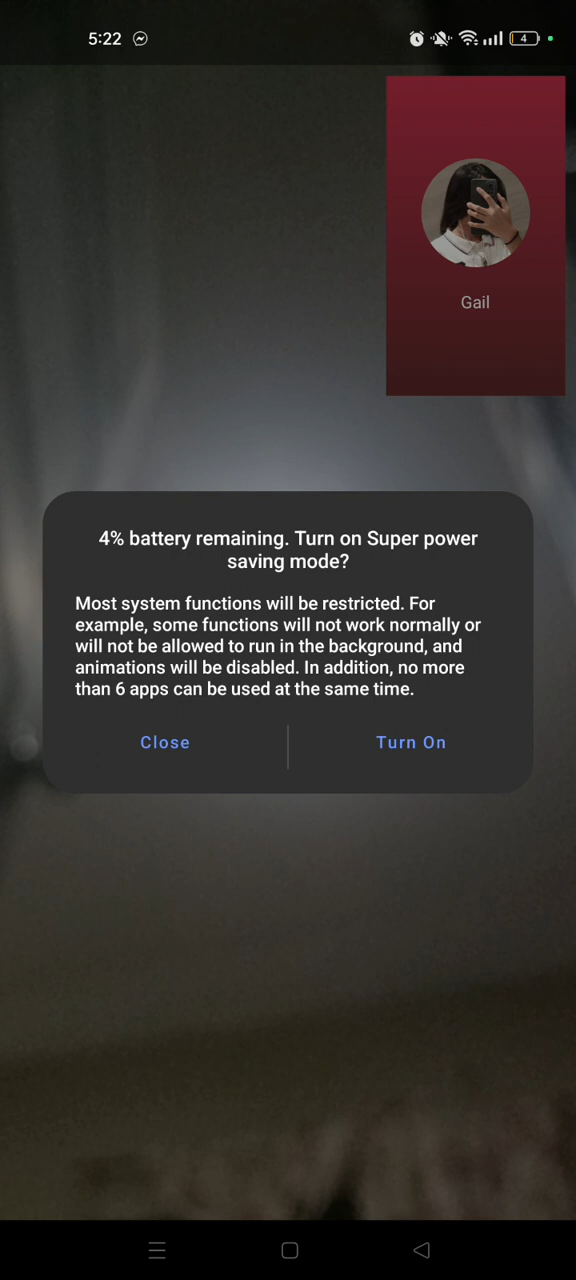 5:22
4
Gail
4% battery remaining. Turn on Super power
saving mode?
Most system functions will be restricted. For
example, some functions will not work normally or
will not be allowed to run in the background, and
animations will be disabled. In addition, no more
than 6 apps can be used at the same time.
Close
Turn On